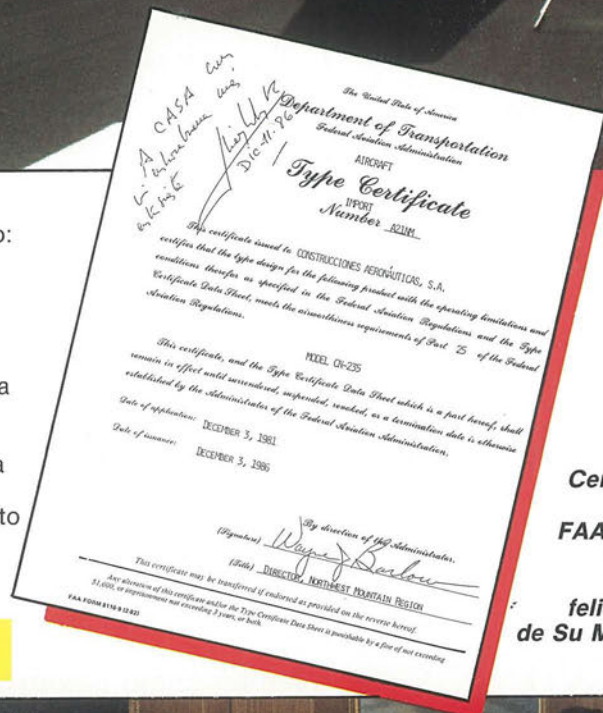 A CASA con
mi enhorabuena más
Dic-11-86
The United States of America
Department of Transportation
Federal Aviation Administration
AIRCRAFT
Type Certificate
IMPORT
Number A21NM
This certificate issued to CONSTRUCCIONES AERONÁUTICAS, S.A.
certifies that the type design for the following product with the operating limitations and
conditions therefor as specified in the Federal Aviation Regulations and the Type
Certificate Data Sheet, meets the airworthiness requirements of Part 25 of the Federal
Aviation Regulations.
MODEL CN-235
This certificate, and the Type Certificate Data Sheet which is a part hereof, shall
remain in effect until surrendered, suspended, revoked, or a termination date is otherwise
established by the Administrator of the Federal Aviation Administration.
Date of application: DECEMBER 3, 1981
Date of issuance: DECEMBER 3, 1986
By direction of the Administrator.
(Signature) Wayne J Barlow
(Title) DIRECTOR, NORTHWEST MOUNTAIN REGION
This certificate may be transferred if endorsed as provided on the reverse hereof.
Any alteration of this certificate and/or the Type Certificate Data Sheet is punishable by a fine of not exceeding
$1,000, or imprisonment not exceeding 3 years, or both.
FAA FORM 8110-9 (2-82)
o:
a
a
to
Cer
FAA
feli
de Su M